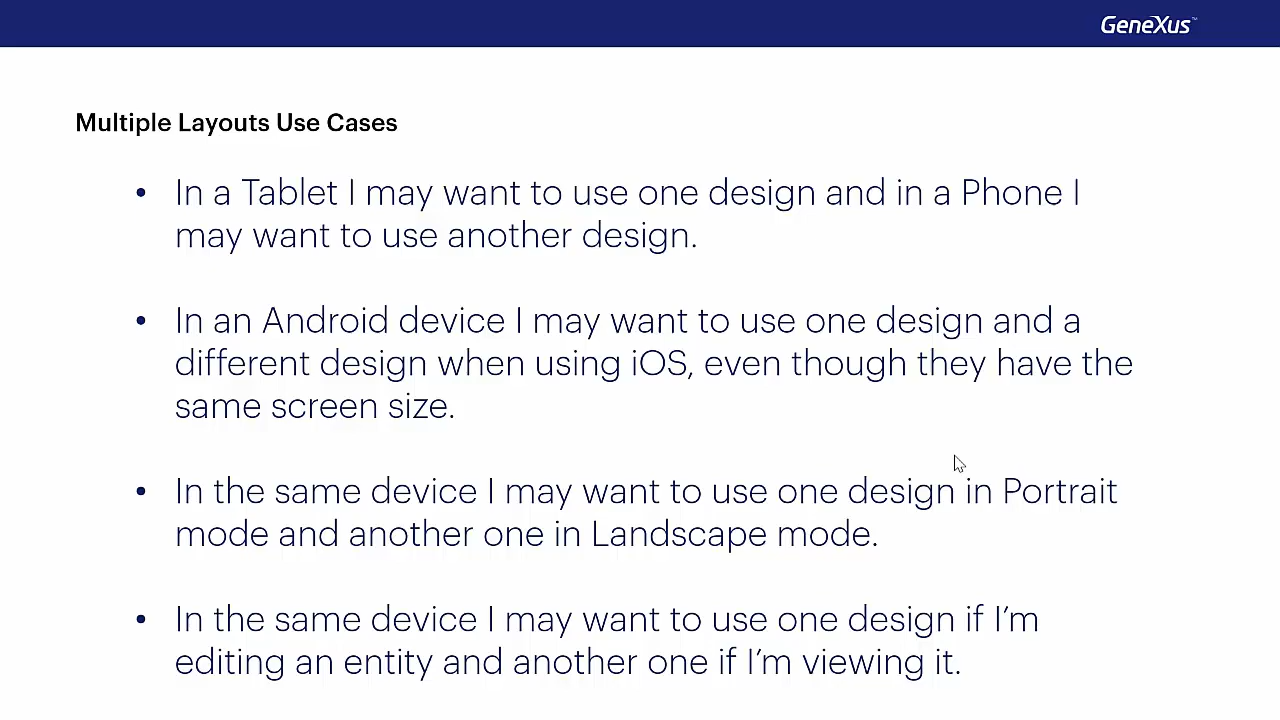 GeneXus™
Multiple Layouts Use Cases
• In a Tablet I may want to use one design and in a Phone I
may want to use another design.
• In an Android device I may want to use one design and a
different design when using iOS, even though they have the
same screen size.
• In the same device I may want to use one design in Portrait
mode and another one in Landscape mode.
• In the same device I may want to use one design if I’m
editing an entity and another one if I’m viewing it.